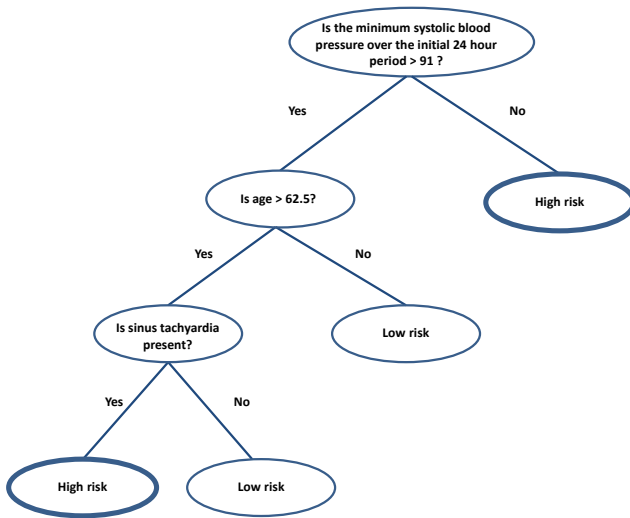 Is the minimum systolic blood
pressure over the initial 24 hour
period > 91 ?
Yes
No
Is age > 62.5?
High risk
Yes
No
Is sinus tachyardia
present?
Low risk
Yes
No
High risk
Low risk